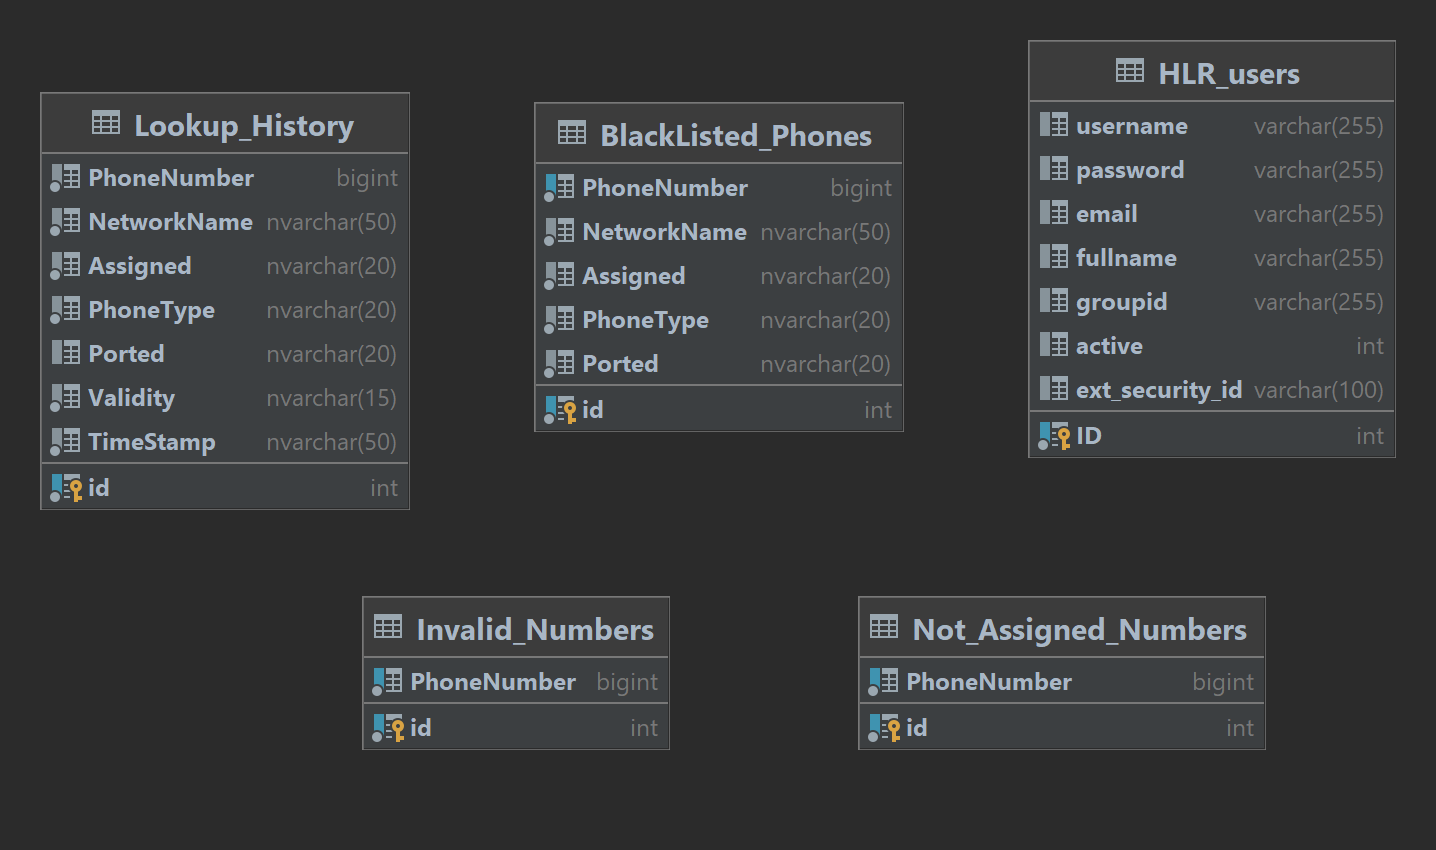 Lookup_History
PhoneNumber bigint
NetworkName nvarchar(50)
Assigned nvarchar(20)
PhoneType nvarchar(20)
Ported nvarchar(20)
Validity nvarchar(15)
TimeStamp nvarchar(50)
id int
BlackListed_Phones
PhoneNumber bigint
NetworkName nvarchar(50)
Assigned nvarchar(20)
PhoneType nvarchar(20)
Ported nvarchar(20)
id int
HLR_users
username varchar(255)
password varchar(255)
email varchar(255)
fullname varchar(255)
groupid varchar(255)
active int
ext_security_id varchar(100)
ID int
Invalid_Numbers
PhoneNumber bigint
id int
Not_Assigned_Numbers
PhoneNumber bigint
id int